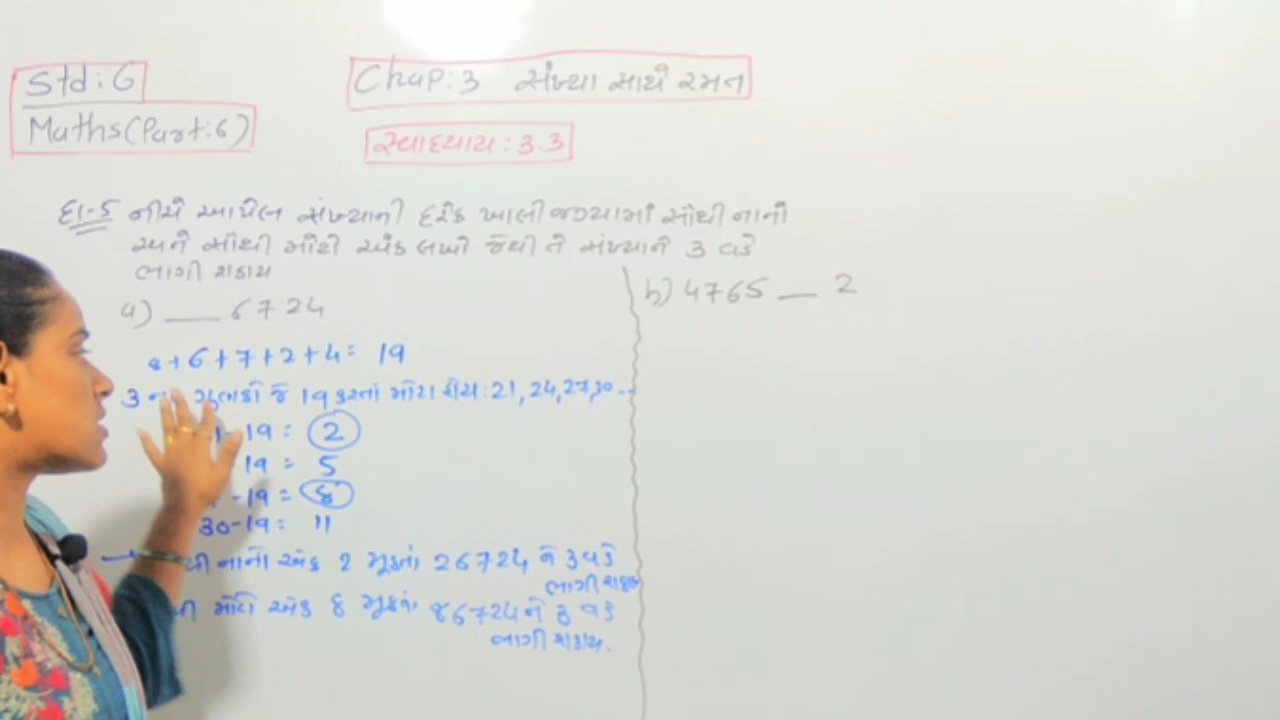 Std: 6
Maths (Part:6)
Chap: 3 સંખ્યા સાથે રમત
સ્વાધ્યાય : 3.3
દા-5 નીચે આપેલ સંખ્યાની દરેક ખાલી જગ્યામાં સૌથી નાનો
અને સૌથી મોટો અંક લખો જેથી તે સંખ્યાને 3 વડે
ભાગી શકાય
a) ___ 6724
6+7+2+4= 19
3 ગુણકો જે 19 કરતાં મોટા હોય: 21, 24, 27, 30 ...
- 19 = 2
19 = 5
- 19 = 8
30-19= 11
નાનો અંક 2 મૂકતાં 26724 ને 3 વડે
ભાગી શકાય
મોટો અંક 8 મૂકતાં 86724 ને 3 વડે
ભાગી શકાય.
b) 4765 __ 2